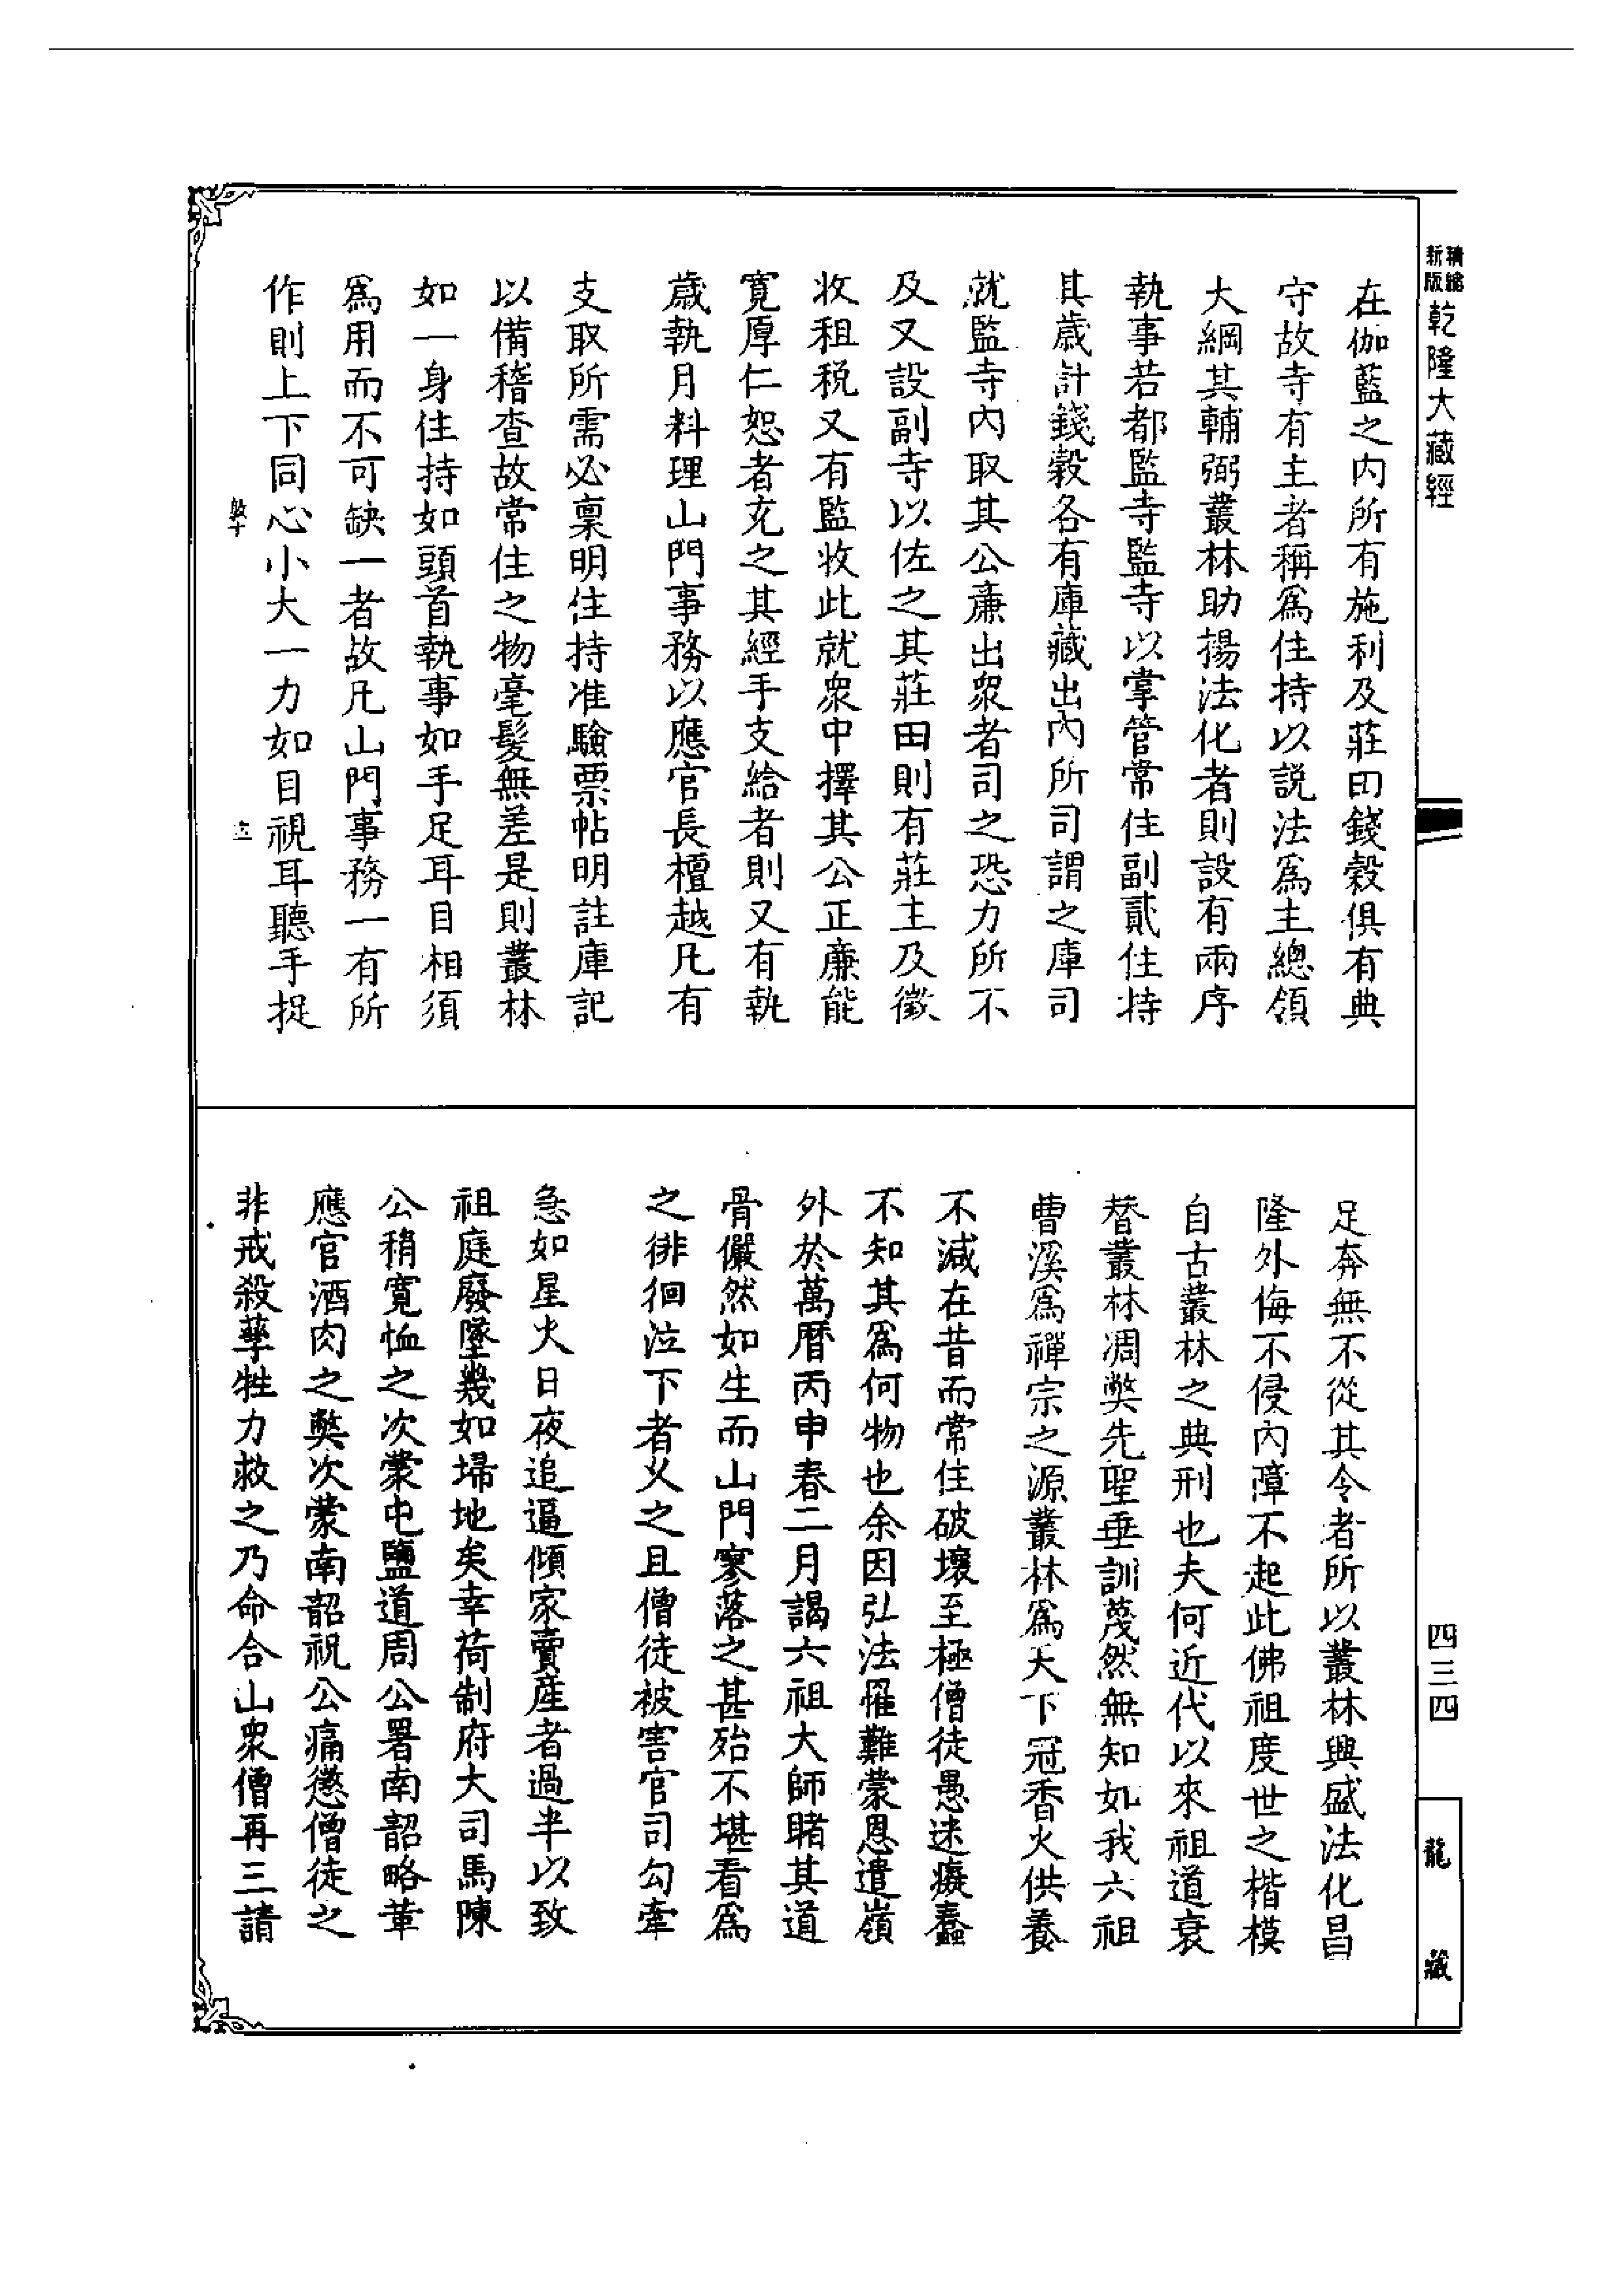 精縮
新版
乾隆大藏經
在伽藍之內所有施利及莊田錢穀俱有典
守故寺有主者稱爲住持以説法爲主總領
大綱其輔弼叢林助揚法化者則設有兩序
執事若都監寺監寺以掌管常住副貳住持
其歲計錢穀各有庫藏出內所司謂之庫司
就監寺內取其公廉出衆者司之恐力所不
及又設副寺以佐之其莊田則有莊主及徵
收租税又有監收此就衆中擇其公正廉能
寬厚仁恕者充之其經手支給者則又有執
歲執月料理山門事務以應官長檀越凡有
支取所需必稟明住持准驗票帖明註庫記
以備稽查故常住之物毫髮無差是則叢林
如一身住持如頭首執事如手足耳目相須
爲用而不可缺一者故凡山門事務一有所
作則上下同心小大一力如目視耳聽手捉
足奔無不從其令者所以叢林興盛法化昌
隆外侮不侵內障不起此佛祖度世之楷模
自古叢林之典刑也夫何近代以來祖道衰
替叢林凋弊先聖垂訓蔑然無知如我六祖
曹溪爲禪宗之源叢林爲天下冠香火供養
不減在昔而常住破壞至極僧徒愚迷癡蠢
不知其爲何物也余因弘法罹難蒙恩遣嶺
外於萬曆丙申春二月謁六祖大師睹其道
骨儼然如生而山門寥落之甚殆不堪看爲
之徘徊泣下者乆之且僧徒被害官司勾牽
急如星火日夜追逼傾家賣産者過半以致
祖庭廢墜幾如埽地矣幸荷制府大司馬陳
公稍寬恤之次蒙屯鹽道周公署南韶略革
應官酒肉之獘次蒙南韶祝公痛懲僧徒之
非戒殺孽牲力救之乃命合山衆僧再三請
四三四
龍藏